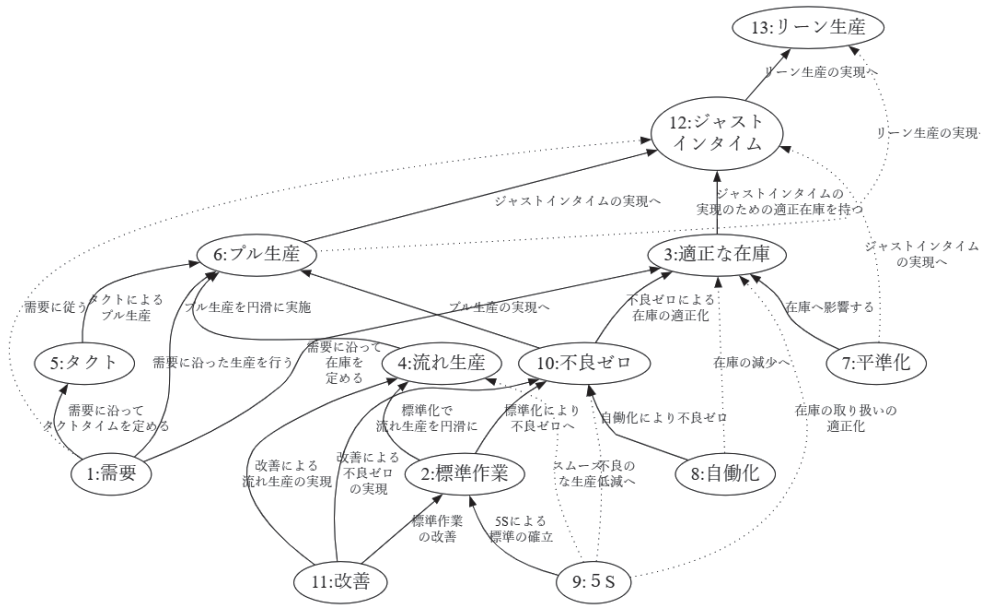 13:リーン生産
リーン生産の実現へ
12:ジャスト
インタイム
リーン生産の実現
ジャストインタイムの実現へ
ジャストインタイムの
実現のための適正在庫を持つ
6:プル生産
3:適正な在庫
ジャストインタイム
の実現へ
需要に従う
タクトによる
プル生産
プル生産を円滑に実施
プル生産の実現へ
不良ゼロによる
在庫の適正化
在庫へ影響する
5:タクト
需要に沿った生産を行う
需要に沿って
在庫を
定める
4:流れ生産
10:不良ゼロ
在庫の減少へ
7:平準化
需要に沿って
タクトタイムを定める
標準化で
流れ生産を円滑に
標準化により
不良ゼロへ
自働化により不良ゼロ
在庫の取り扱いの
適正化
1:需要
改善による
流れ生産の実現
改善による
不良ゼロ
の実現
2:標準作業
スムーズ
な生産
不良の
低減へ
8:自働化
標準作業
の改善
5Sによる
標準の確立
11:改善
9:５S